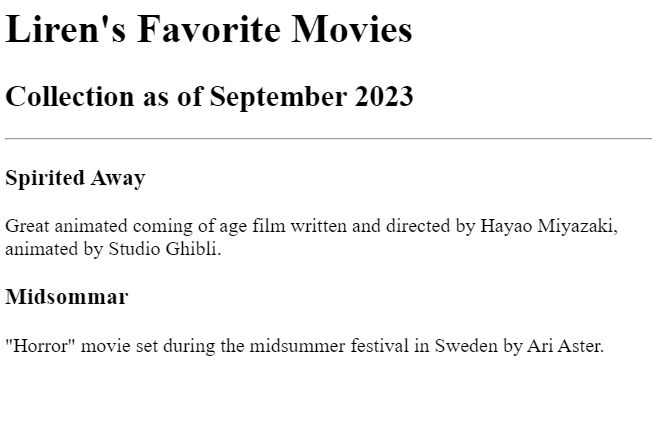 Liren's Favorite Movies
Collection as of September 2023
Spirited Away
Great animated coming of age film written and directed by Hayao Miyazaki,
animated by Studio Ghibli.
Midsommar
"Horror" movie set during the midsummer festival in Sweden by Ari Aster.